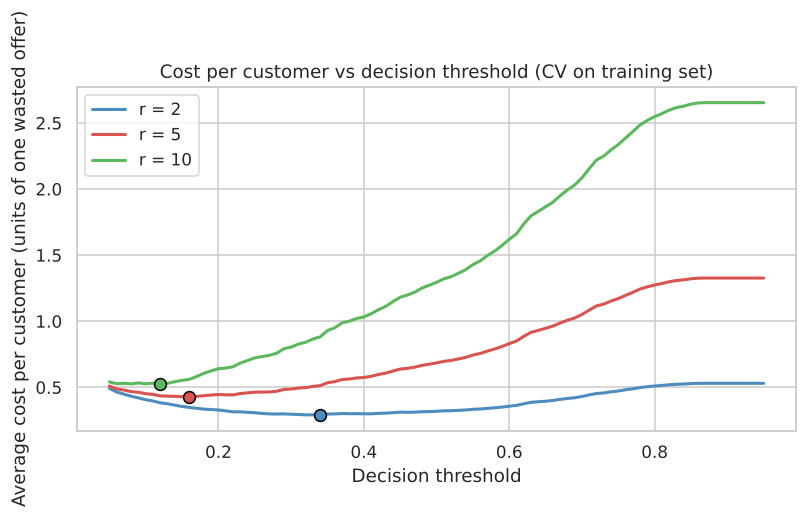 Cost per customer vs decision threshold (CV on training set)
Average cost per customer (units of one wasted offer)
r = 2
r = 5
r = 10
2.5
2.0
1.5
1.0
0.5
0.2
0.4
0.6
0.8
Decision threshold